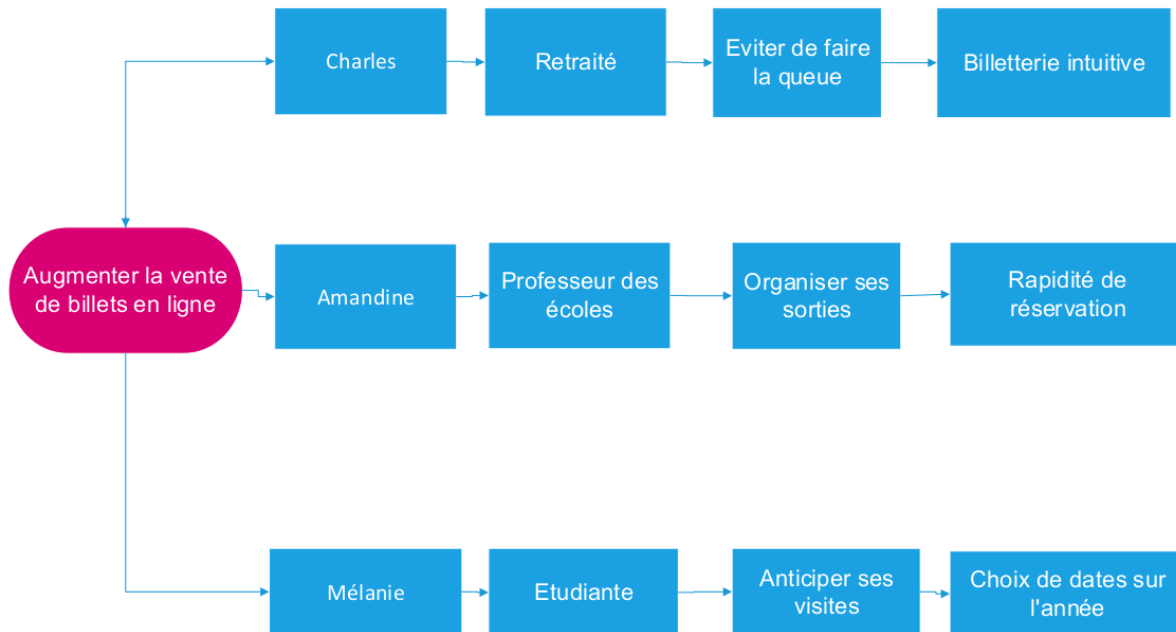 Charles
Retraité
Eviter de faire
la queue
Billetterie intuitive
Augmenter la vente
de billets en ligne
Amandine
Professeur des
écoles
Organiser ses
sorties
Rapidité de
réservation
Mélanie
Etudiante
Anticiper ses
visites
Choix de dates sur
l'année